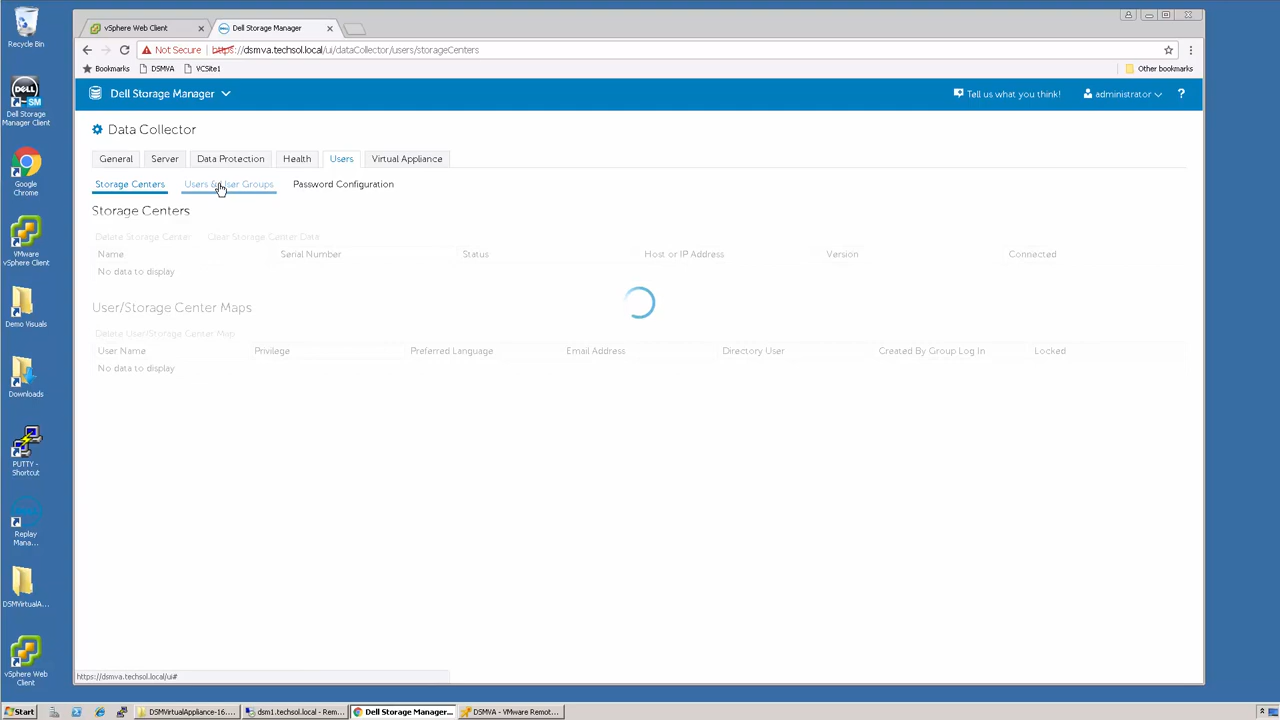 Recycle Bin
DELL
SM
Dell Storage
Manager Client
Google
Chrome
VMware
vSphere Client
Demo Visuals
Downloads
PUTTY -
Shortcut
Replay
Mana...
DSMVirtualA...
vSphere Web
Client
vSphere Web Client
Dell Storage Manager
Not Secure https://dsmva.techsol.local/ui/dataCollector/users/storageCenters
Bookmarks DSMVA VCSite1 Other bookmarks
Dell Storage Manager Tell us what you think! administrator ?
Data Collector
General Server Data Protection Health Users Virtual Appliance
Storage Centers Users & User Groups Password Configuration
Storage Centers
Delete Storage Center Clear Storage Center Data
Name Serial Number Status Host or IP Address Version Connected
No data to display
User/Storage Center Maps
Delete User/Storage Center Map
User Name Privilege Preferred Language Email Address Directory User Created By Group Log In Locked
No data to display
https://dsmva.techsol.local/ui#
Start DSMVirtualAppliance-16.... dsm1.techsol.local - Rem... Dell Storage Manager... DSMVA - VMware Remot...